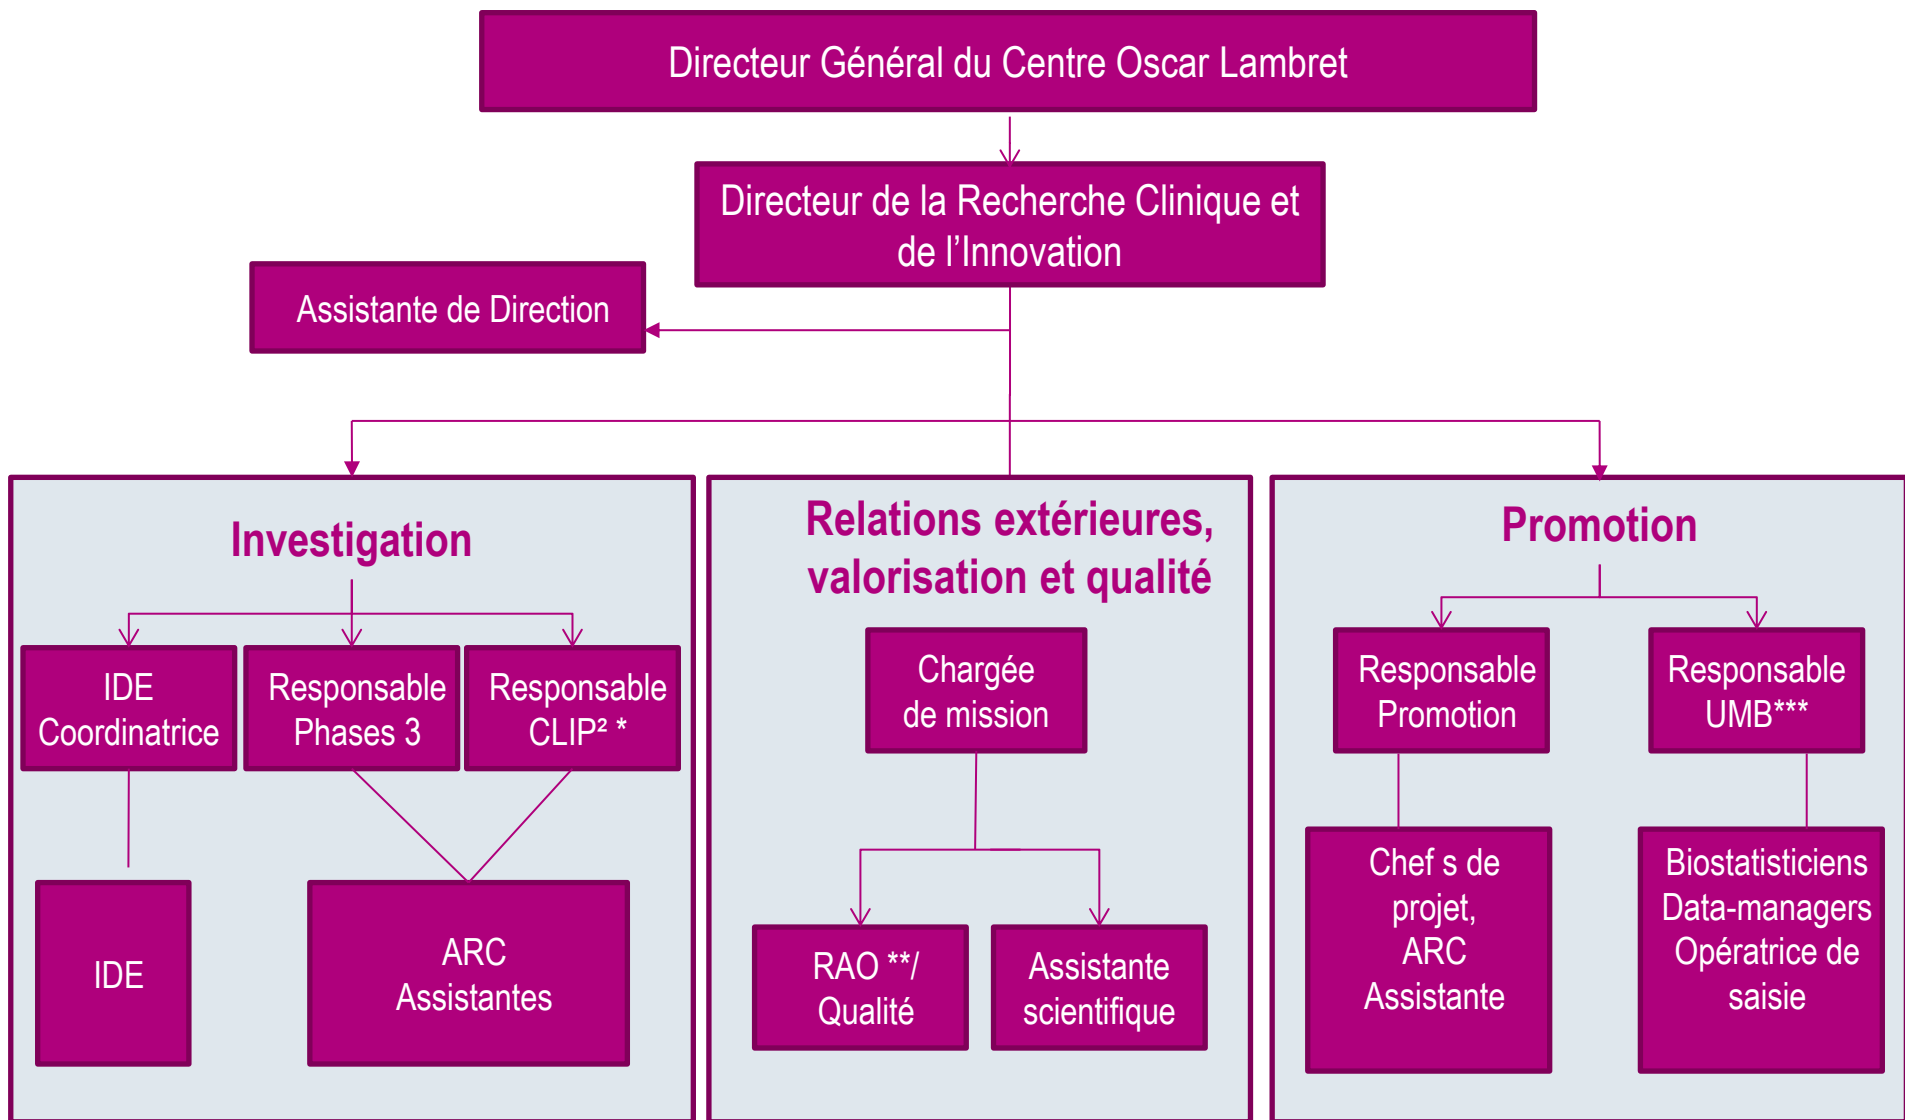 Directeur Général du Centre Oscar Lambret
Directeur de la Recherche Clinique et
de l’Innovation
Assistante de Direction
Investigation
IDE
Coordinatrice
Responsable
Phases 3
Responsable
CLIP² *
IDE
ARC
Assistantes
Relations extérieures,
valorisation et qualité
Chargée
de mission
RAO **/
Qualité
Assistante
scientifique
Promotion
Responsable
Promotion
Responsable
UMB***
Chef s de
projet,
ARC
Assistante
Biostatisticiens
Data-managers
Opératrice de
saisie